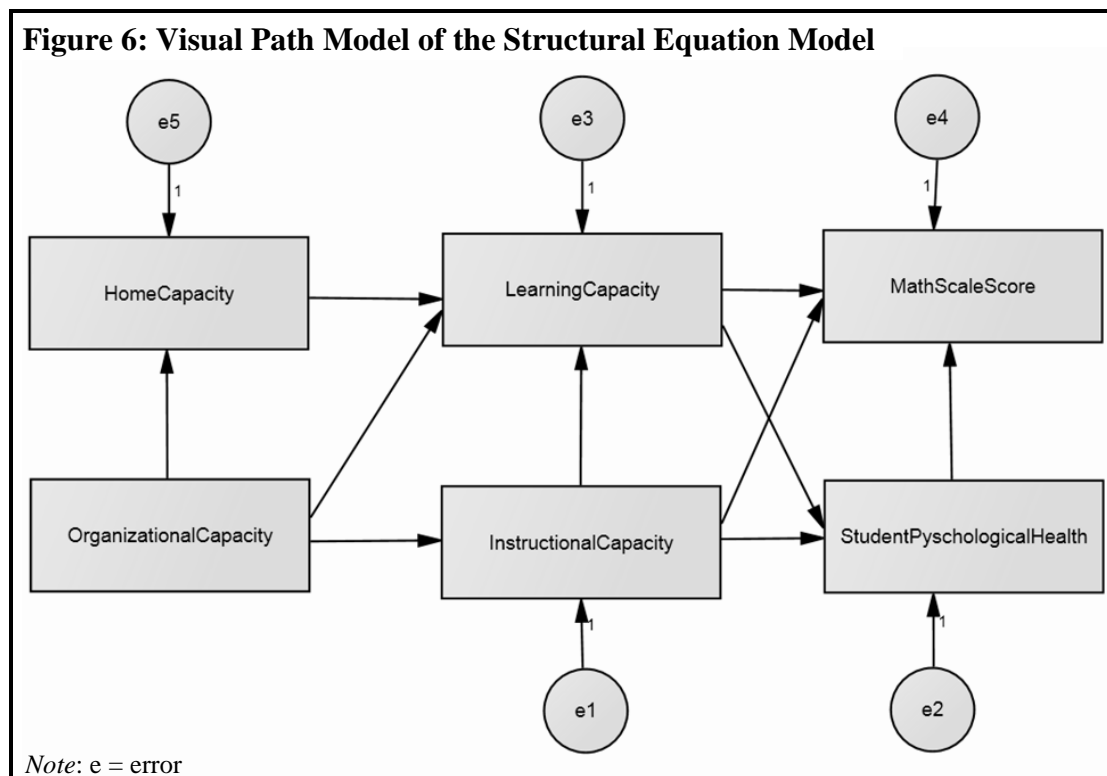 Figure 6: Visual Path Model of the Structural Equation Model
e5
e3
e4
1
1
1
HomeCapacity
LearningCapacity
MathScaleScore
OrganizationalCapacity
InstructionalCapacity
StudentPyschologicalHealth
1
1
e1
e2
Note: e = error